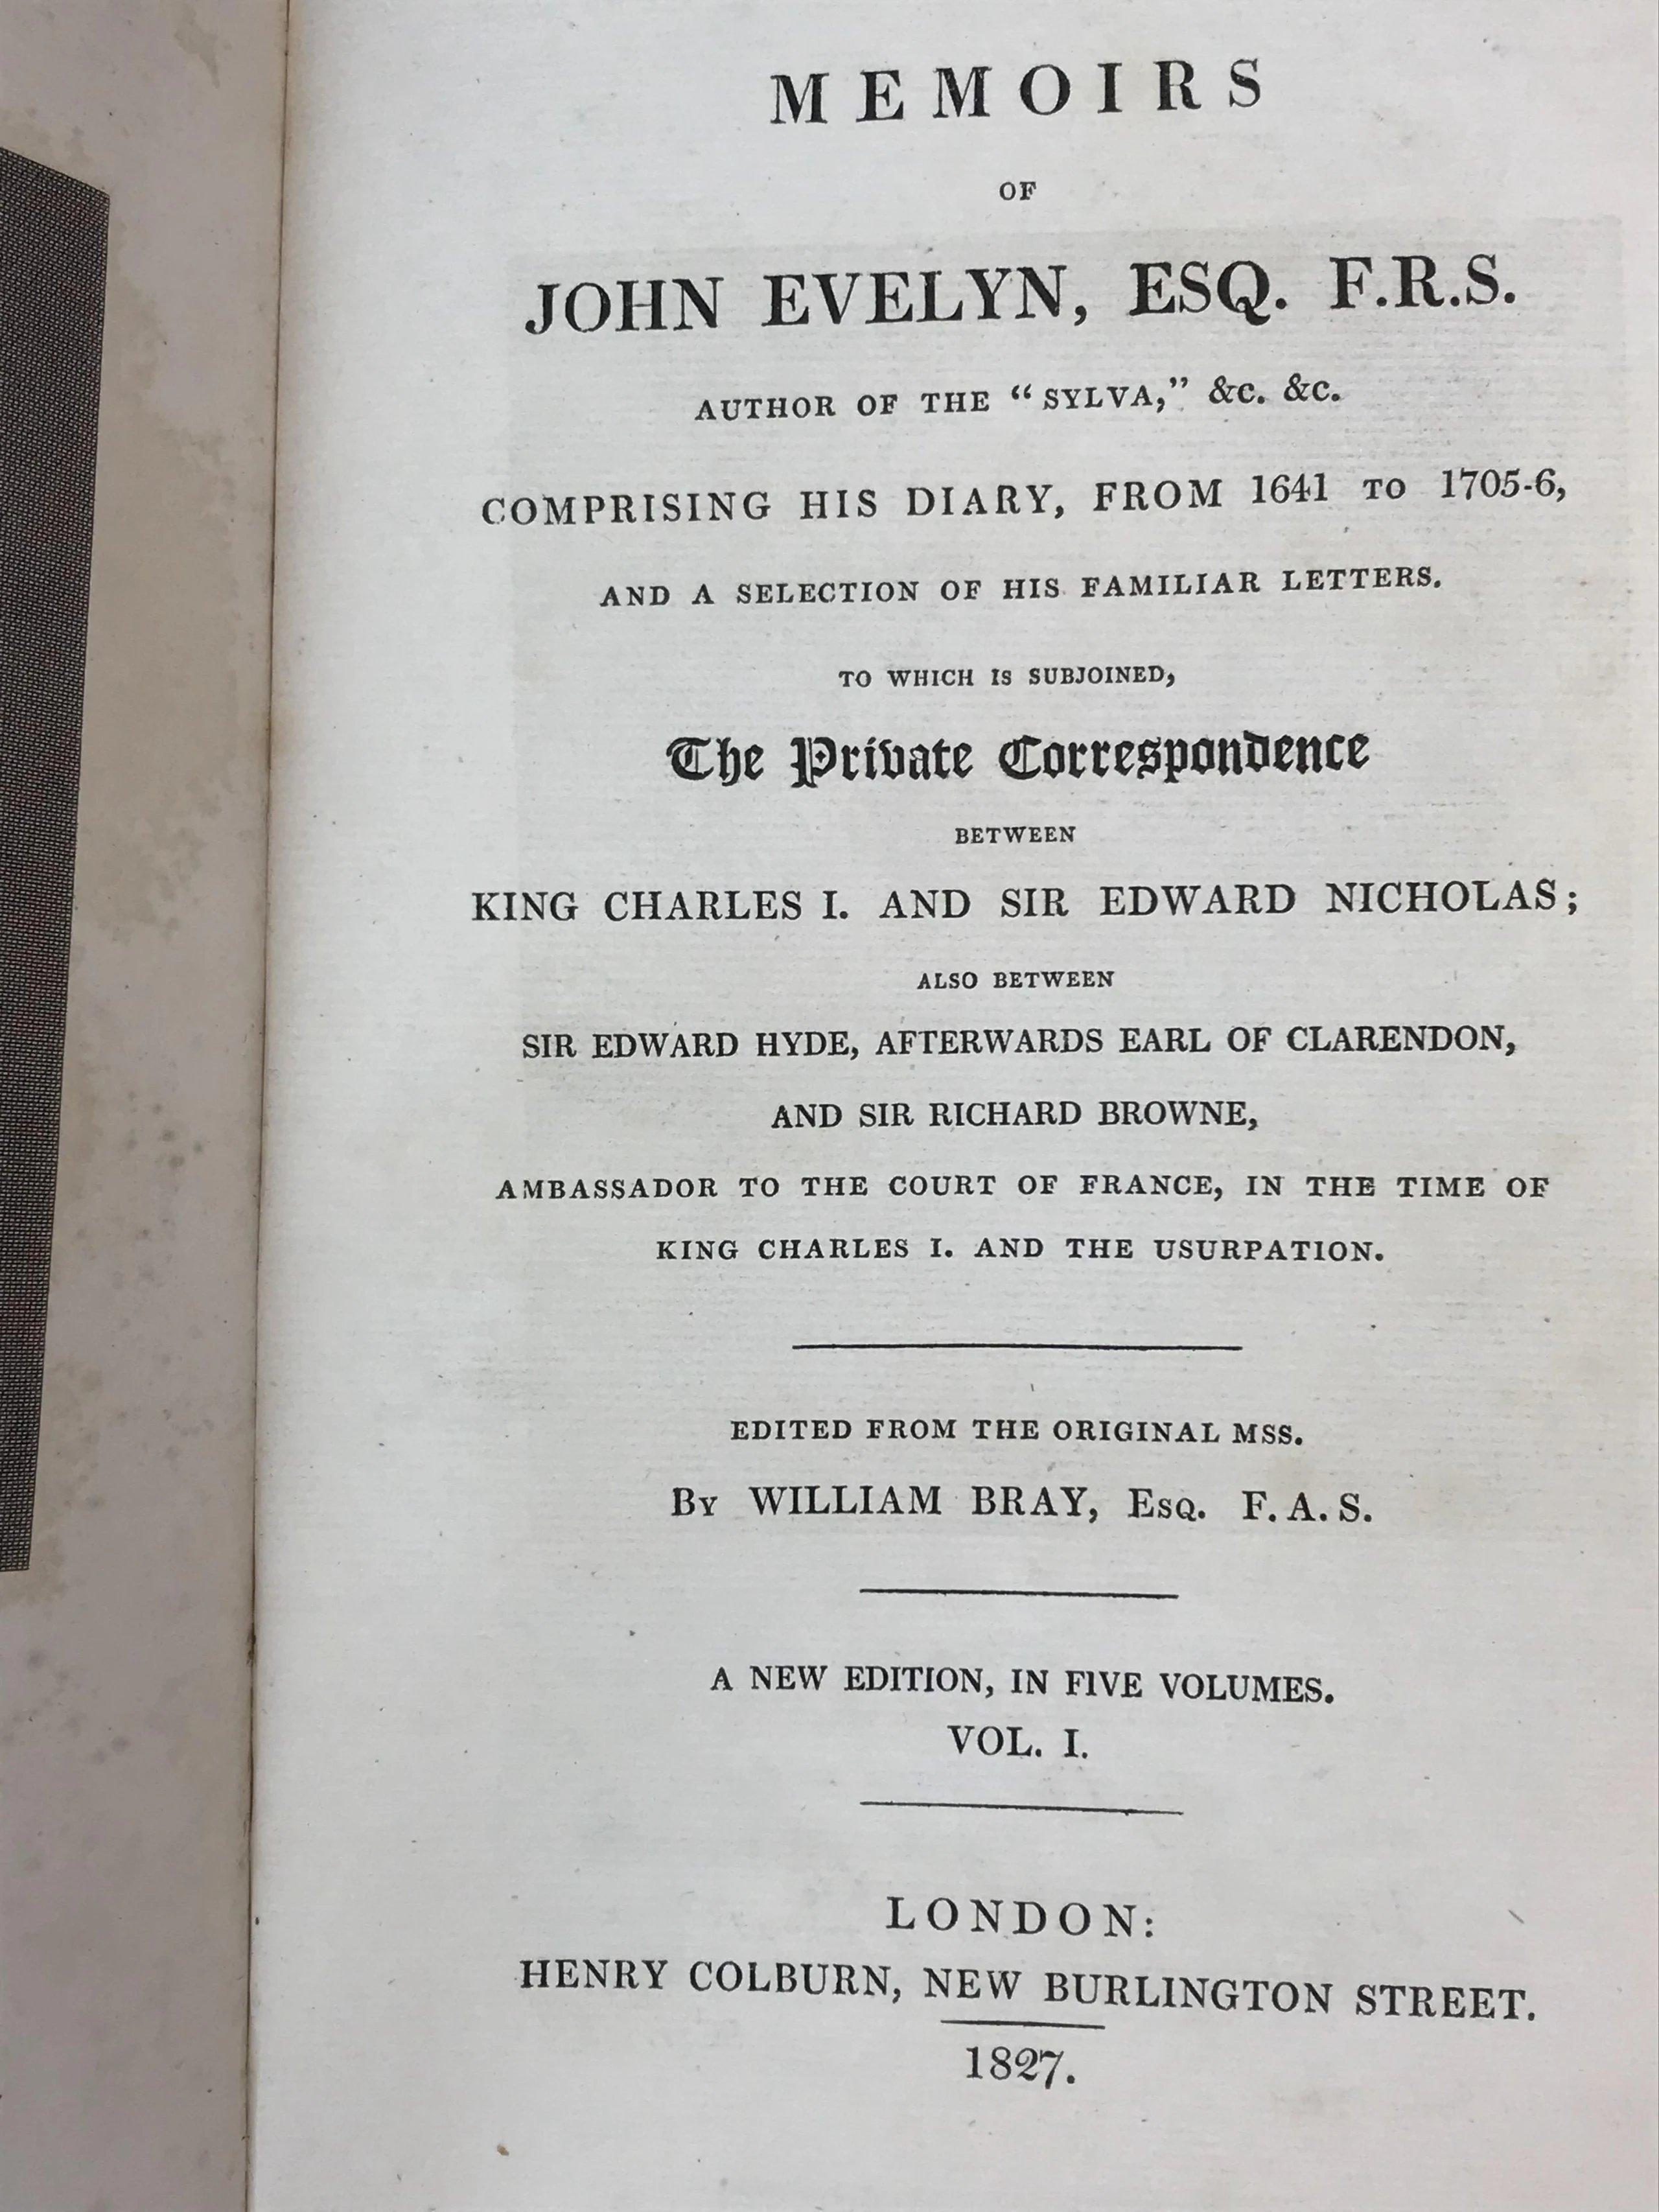 MEMOIRS
OF
JOHN EVELYN, ESQ. F.R.S.
AUTHOR OF THE “SYLVA,” &c. &c.
COMPRISING HIS DIARY, FROM 1641 TO 1705-6,
AND A SELECTION OF HIS FAMILIAR LETTERS.
TO WHICH IS SUBJOINED,
The Private Correspondence
BETWEEN
KING CHARLES I. AND SIR EDWARD NICHOLAS;
ALSO BETWEEN
SIR EDWARD HYDE, AFTERWARDS EARL OF CLARENDON,
AND SIR RICHARD BROWNE,
AMBASSADOR TO THE COURT OF FRANCE, IN THE TIME OF
KING CHARLES I. AND THE USURPATION.
EDITED FROM THE ORIGINAL MSS.
BY WILLIAM BRAY, ESQ. F.A.S.
A NEW EDITION, IN FIVE VOLUMES.
VOL. I.
LONDON:
HENRY COLBURN, NEW BURLINGTON STREET.
1827.